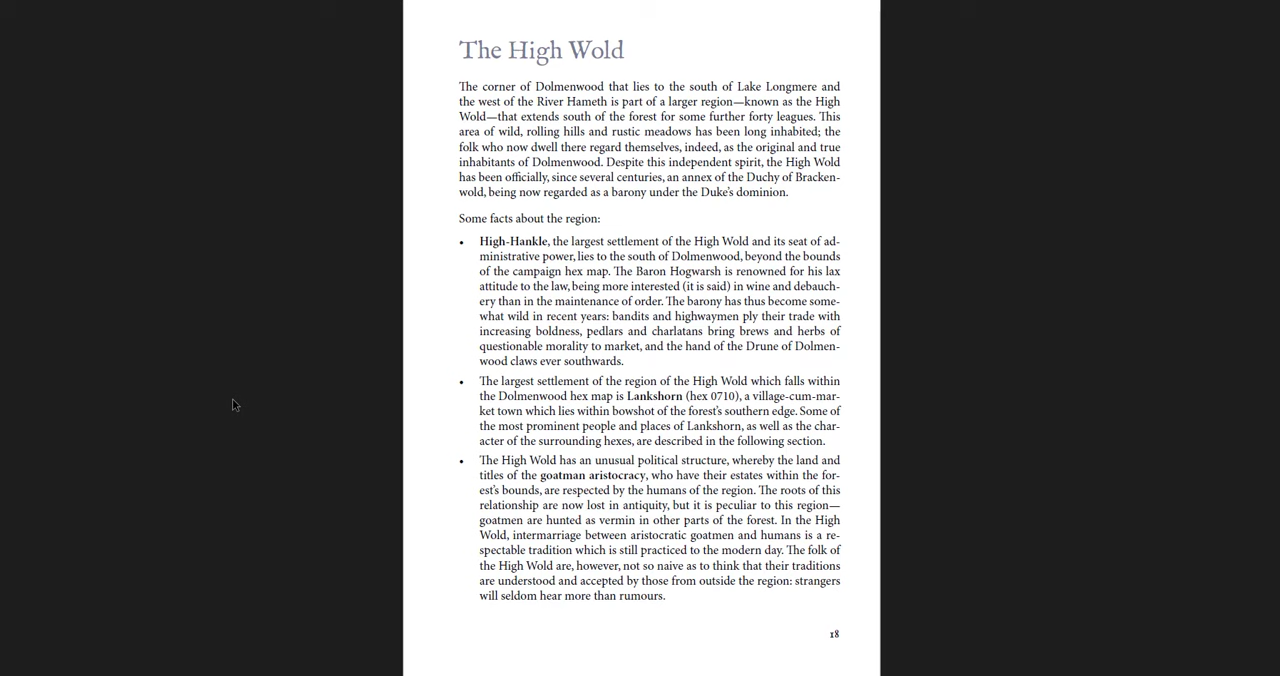 The High Wold
The corner of Dolmenwood that lies to the south of Lake Longmere and
the west of the River Hameth is part of a larger region—known as the High
Wold—that extends south of the forest for some further forty leagues. This
area of wild, rolling hills and rustic meadows has been long inhabited; the
folk who now dwell there regard themselves, indeed, as the original and true
inhabitants of Dolmenwood. Despite this independent spirit, the High Wold
has been officially, since several centuries, an annex of the Duchy of Bracken-
wold, being now regarded as a barony under the Duke's dominion.
Some facts about the region:
• High-Hankle, the largest settlement of the High Wold and its seat of ad-
ministrative power, lies to the south of Dolmenwood, beyond the bounds
of the campaign hex map. The Baron Hogwarsh is renowned for his lax
attitude to the law, being more interested (it is said) in wine and debauch-
ery than in the maintenance of order. The barony has thus become some-
what wild in recent years: bandits and highwaymen ply their trade with
increasing boldness, pedlars and charlatans bring brews and herbs of
questionable morality to market, and the hand of the Drune of Dolmen-
wood claws ever southwards.
• The largest settlement of the region of the High Wold which falls within
the Dolmenwood hex map is Lankshorn (hex 0710), a village-cum-mar-
ket town which lies within bowshot of the forest's southern edge. Some of
the most prominent people and places of Lankshorn, as well as the char-
acter of the surrounding hexes, are described in the following section.
• The High Wold has an unusual political structure, whereby the land and
titles of the goatman aristocracy, who have their estates within the for-
est's bounds, are respected by the humans of the region. The roots of this
relationship are now lost in antiquity, but it is peculiar to this region—
goatmen are hunted as vermin in other parts of the forest. In the High
Wold, intermarriage between aristocratic goatmen and humans is a re-
spectable tradition which is still practiced to the modern day. The folk of
the High Wold are, however, not so naive as to think that their traditions
are understood and accepted by those from outside the region: strangers
will seldom hear more than rumours.
18